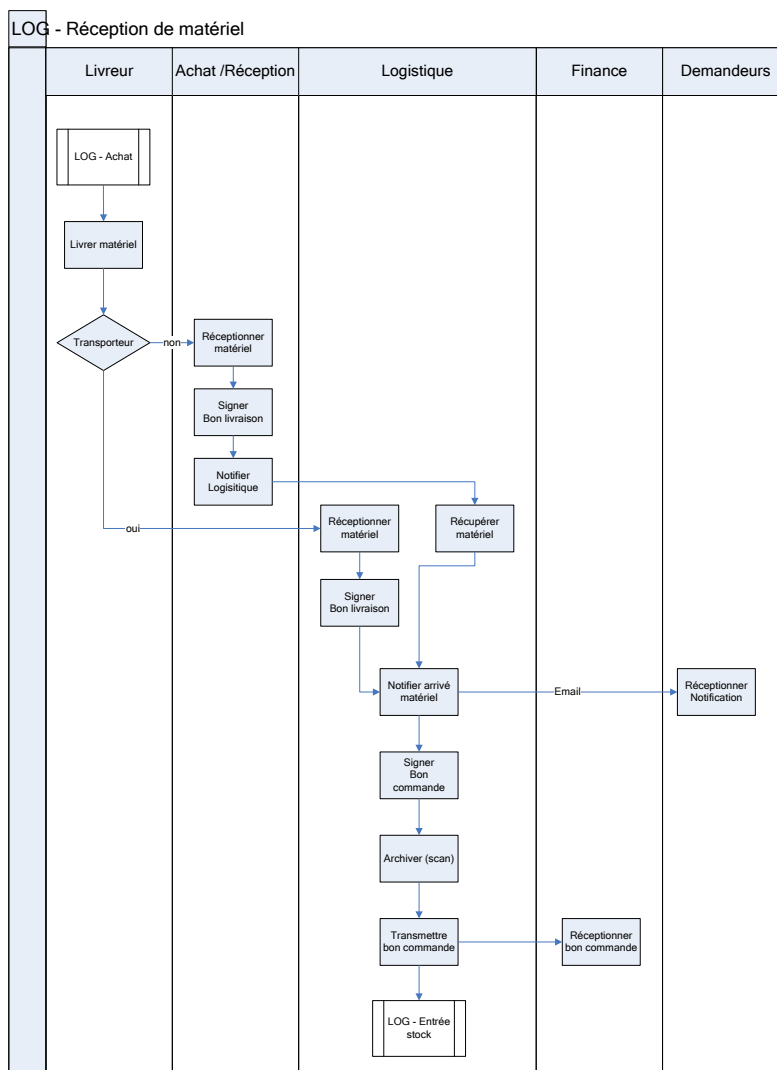 LOG - Réception de matériel
Livreur
Achat /Réception
Logistique
Finance
Demandeurs
LOG - Achat
Livrer matériel
Transporteur
non
Réceptionner
matériel
Signer
Bon livraison
Notifier
Logisitique
oui
Réceptionner
matériel
Récupérer
matériel
Signer
Bon livraison
Notifier arrivé
matériel
Email
Réceptionner
Notification
Signer
Bon
commande
Archiver (scan)
Transmettre
bon commande
Réceptionner
bon commande
LOG - Entrée
stock